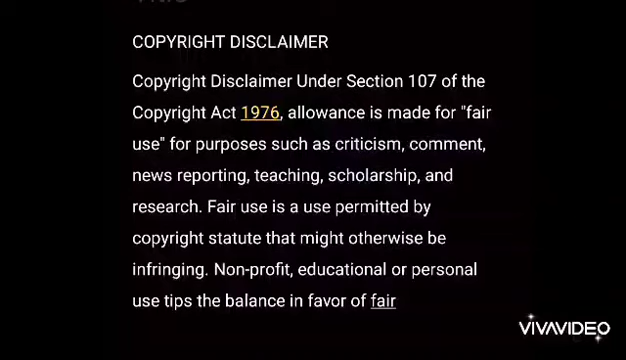 COPYRIGHT DISCLAIMER
Copyright Disclaimer Under Section 107 of the
Copyright Act 1976, allowance is made for "fair
use" for purposes such as criticism, comment,
news reporting, teaching, scholarship, and
research. Fair use is a use permitted by
copyright statute that might otherwise be
infringing. Non-profit, educational or personal
use tips the balance in favor of fair
VIVAVIDEO